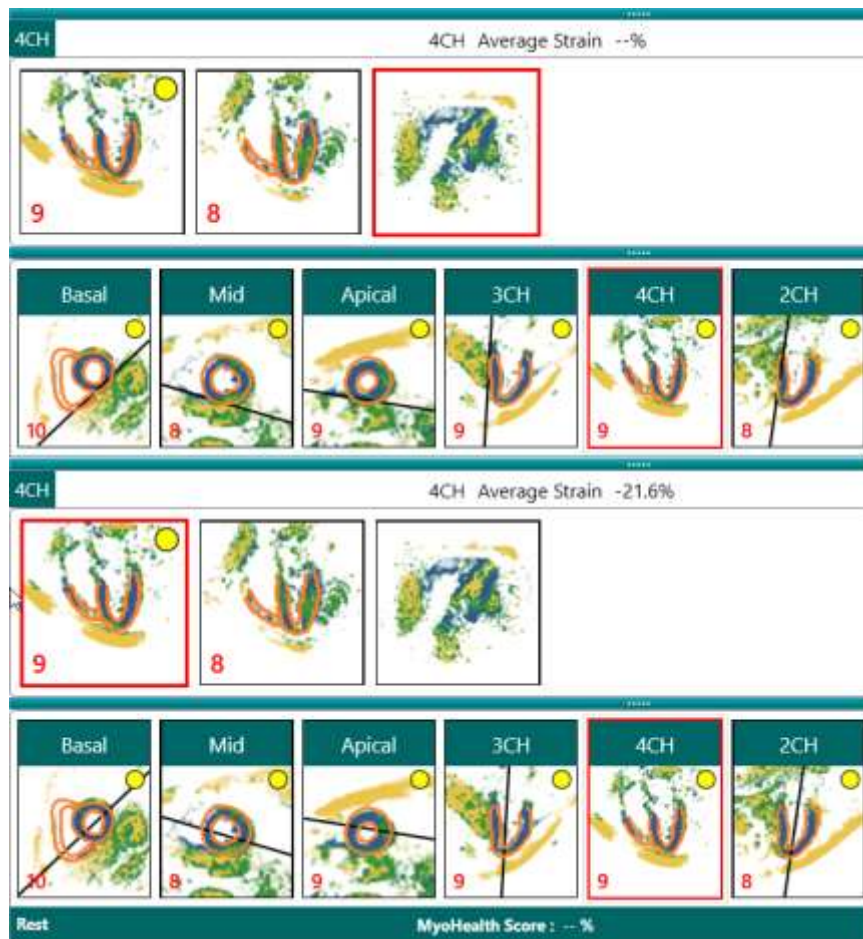 4CH 4CH Average Strain --%
9 8
Basal Mid Apical 3CH 4CH 2CH
10 8 9 9 9 8
4CH 4CH Average Strain -21.6%
9 8
Basal Mid Apical 3CH 4CH 2CH
10 8 9 9 9 8
Rest MyoHealth Score : -- %